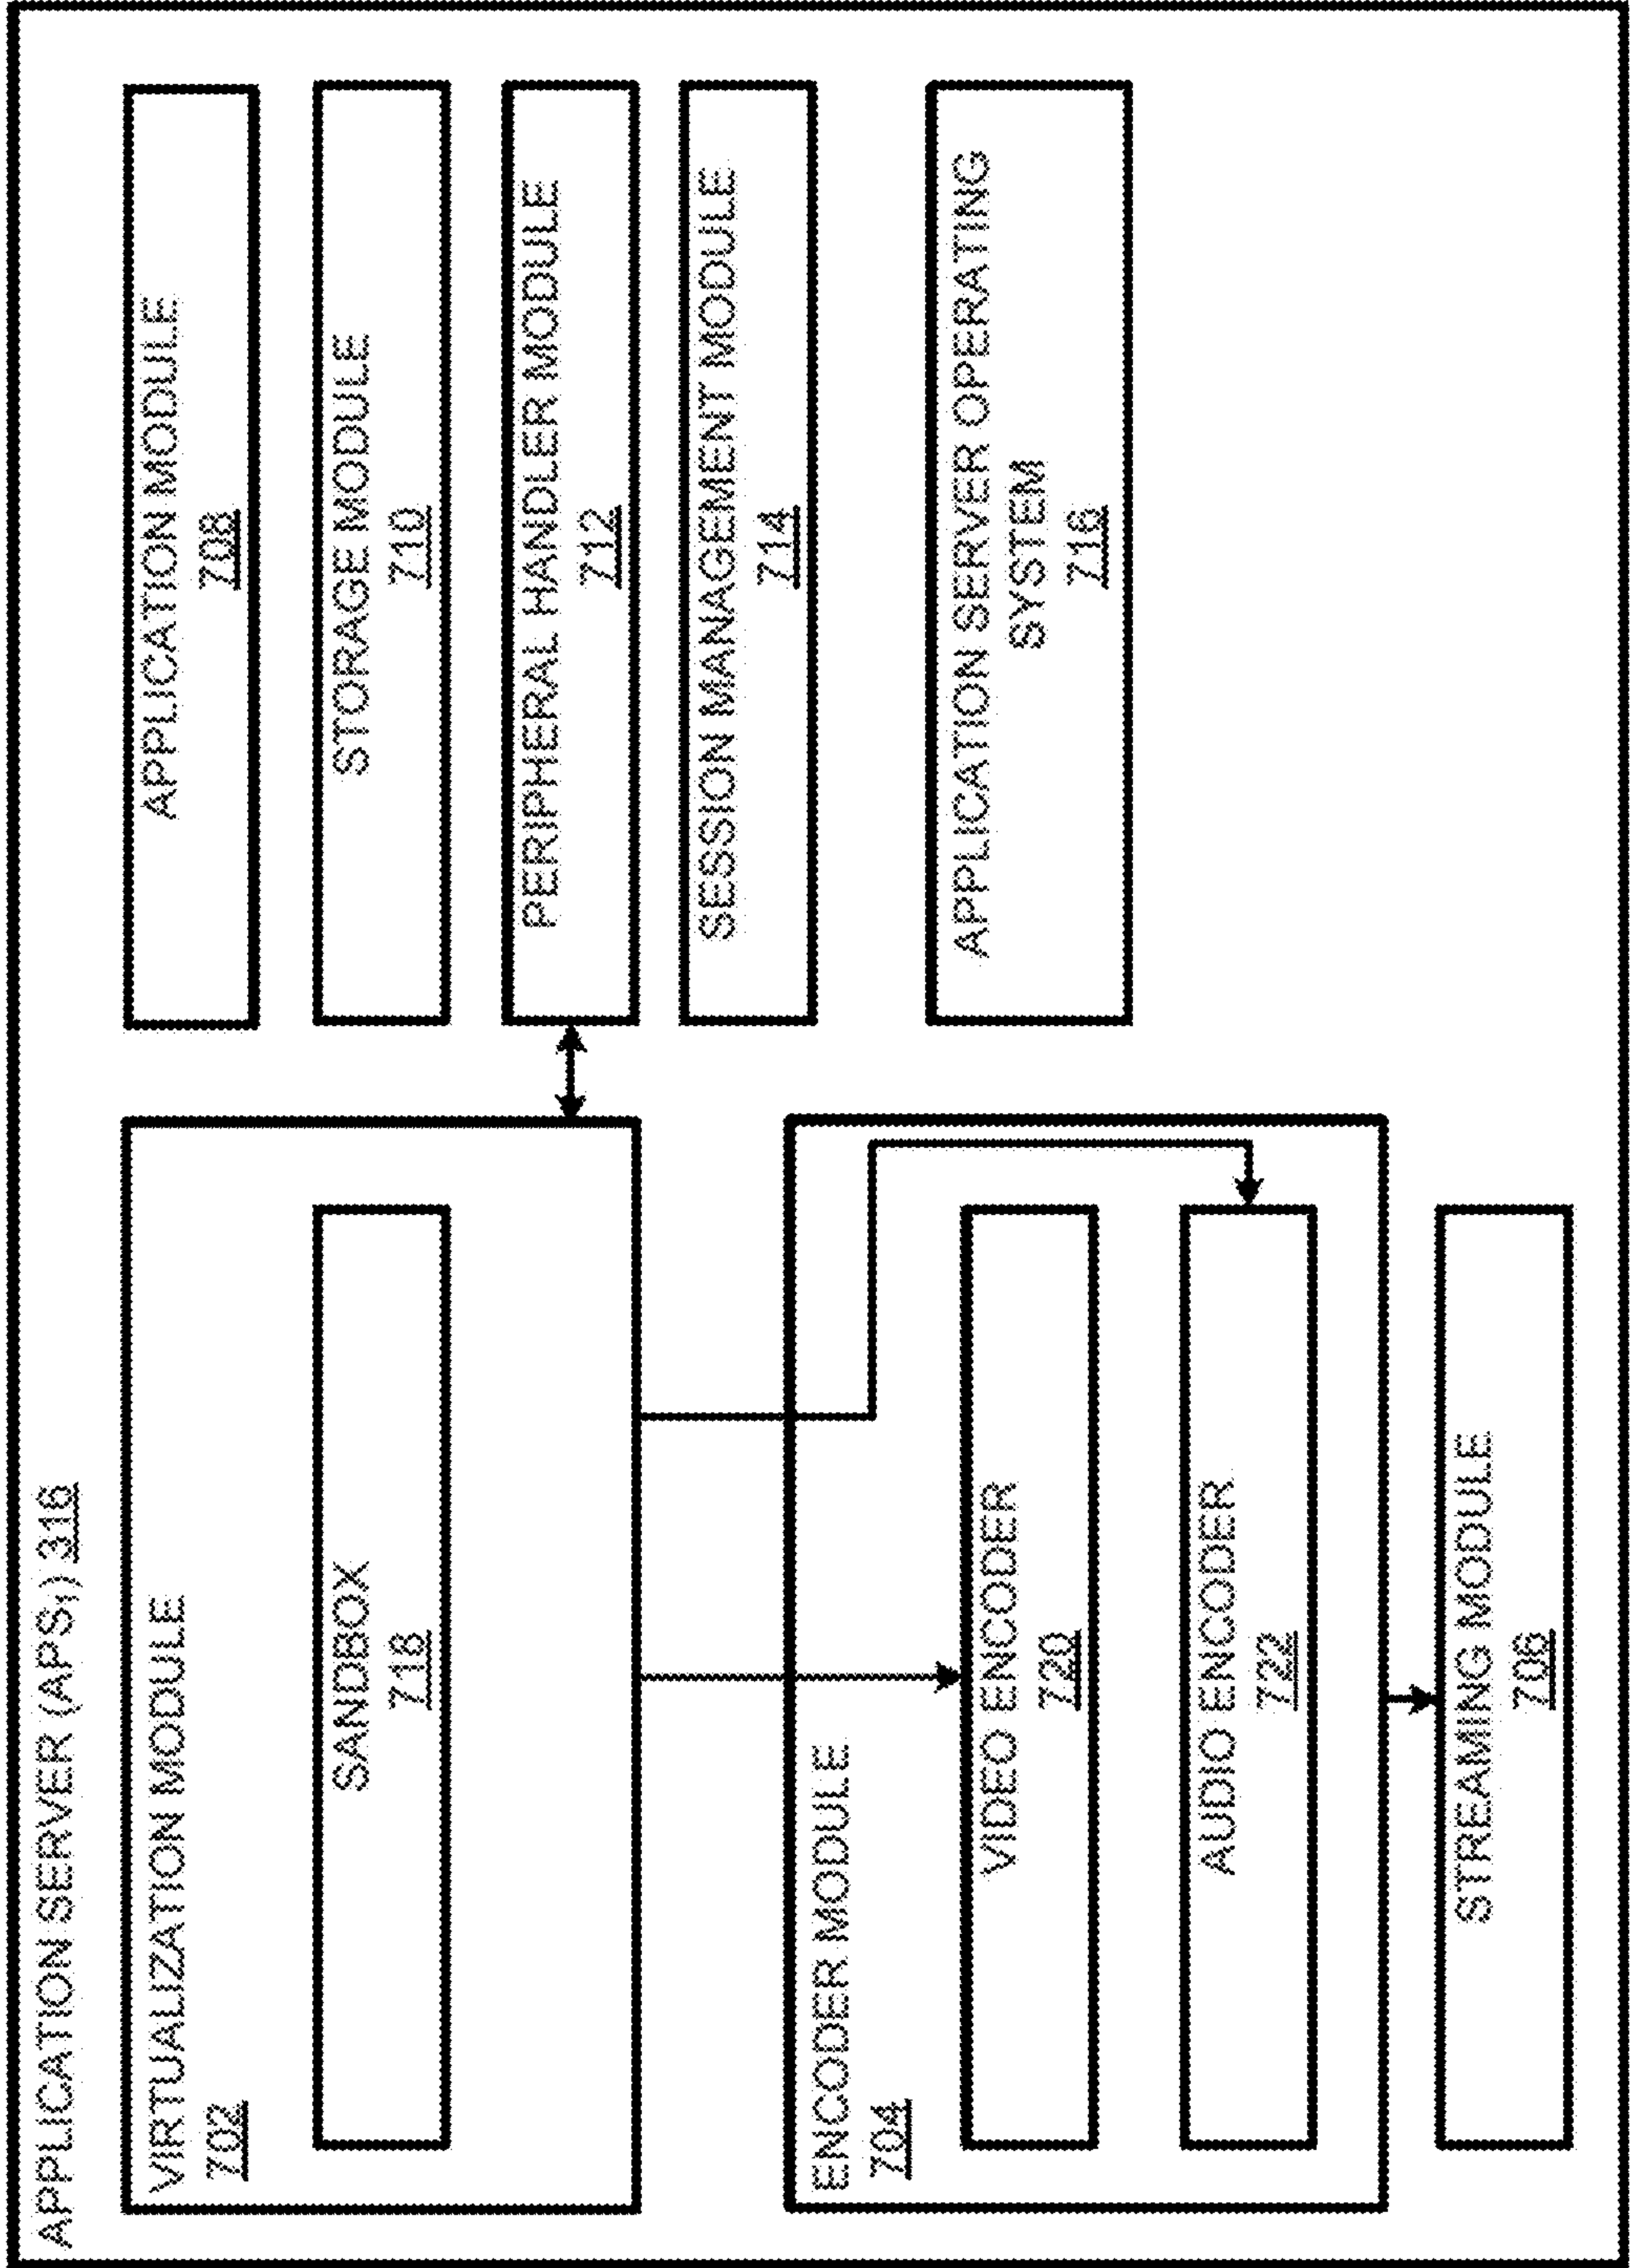 APPLICATION SERVER (APS₁) 316
VIRTUALIZATION MODULE
702
SANDBOX
718
ENCODER MODULE
704
VIDEO ENCODER
720
AUDIO ENCODER
722
STREAMING MODULE
706
APPLICATION MODULE
708
STORAGE MODULE
710
PERIPHERAL HANDLER MODULE
712
SESSION MANAGEMENT MODULE
714
APPLICATION SERVER OPERATING
SYSTEM
716